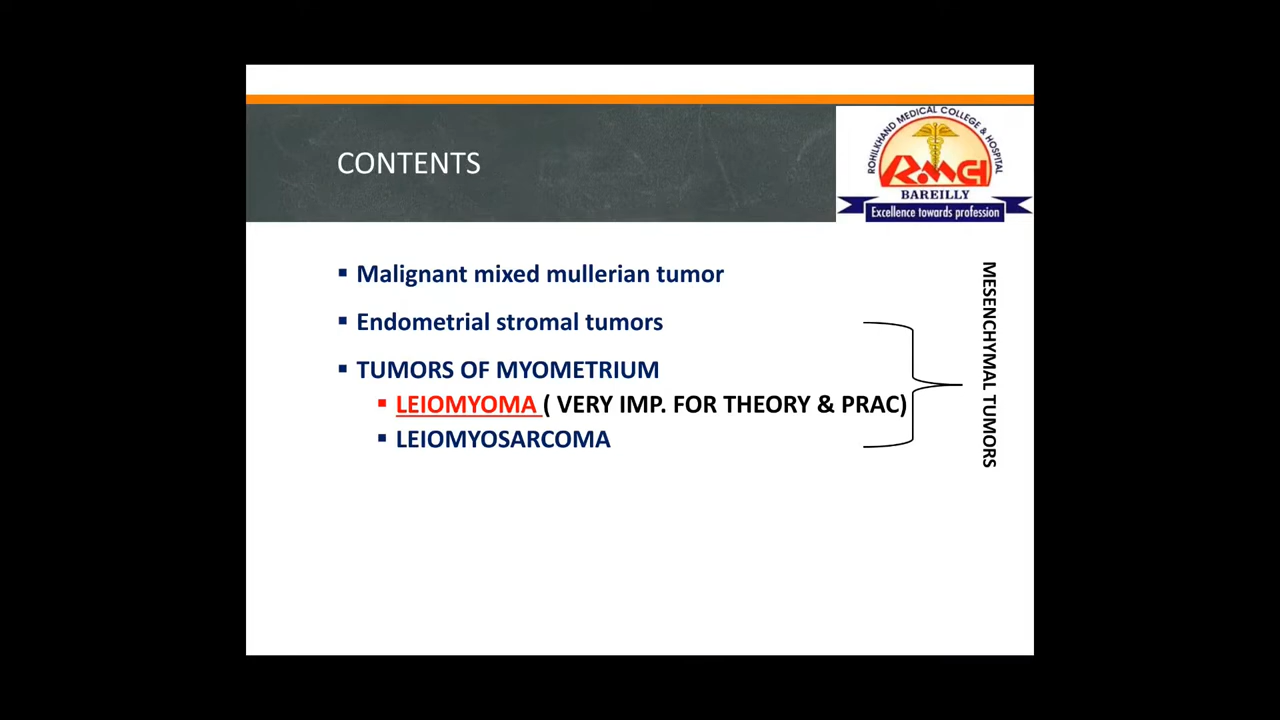 CONTENTS
ROHILKHAND MEDICAL COLLEGE & HOSPITAL
RMCH
BAREILLY
Excellence towards profession
▪ Malignant mixed mullerian tumor
▪ Endometrial stromal tumors
▪ TUMORS OF MYOMETRIUM
▪ LEIOMYOMA ( VERY IMP. FOR THEORY & PRAC)
▪ LEIOMYOSARCOMA
MESENCHYMAL TUMORS